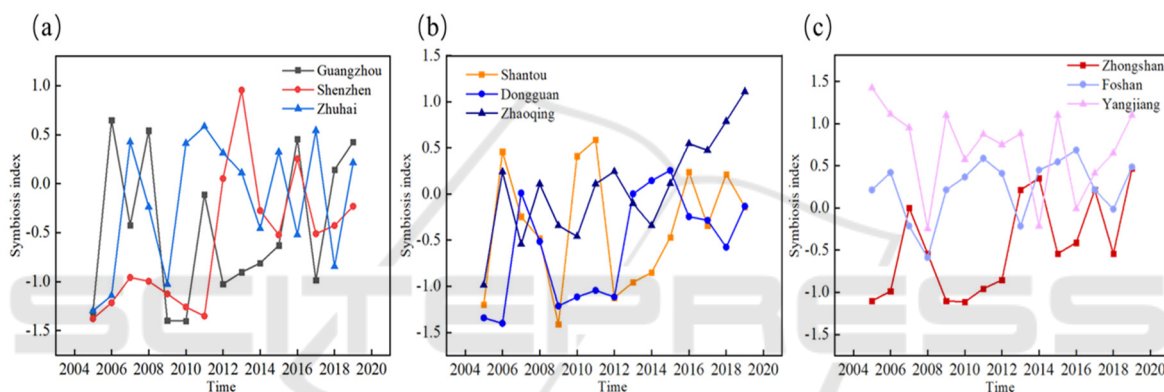 (a)
Guangzhou
Shenzhen
Zhuhai
1.0
0.5
0.0
-0.5
-1.0
-1.5
Symbiosis index
2004 2006 2008 2010 2012 2014 2016 2018 2020
Time
(b)
Shantou
Dongguan
Zhaoqing
1.5
1.0
0.5
0.0
-0.5
-1.0
-1.5
Symbiosis index
2004 2006 2008 2010 2012 2014 2016 2018 2020
Time
(c)
Zhongshan
Foshan
Yangjiang
1.5
1.0
0.5
0.0
-0.5
-1.0
-1.5
Symbiosis index
2004 2006 2008 2010 2012 2014 2016 2018 2020
Time
SCITEPRESS